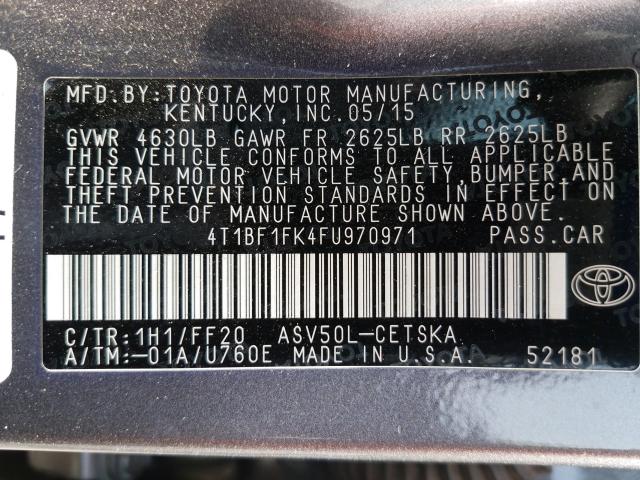 MFD.BY:TOYOTA MOTOR MANUFACTURING,
KENTUCKY,INC.05/15
GVWR 4630LB GAWR FR 2625LB RR 2625LB
THIS VEHICLE CONFORMS TO ALL APPLICABLE
FEDERAL MOTOR VEHICLE SAFETY,BUMPER,AND
THEFT PREVENTION STANDARDS IN EFFECT ON
THE DATE OF MANUFACTURE SHOWN ABOVE.
4T1BF1FK4FU970971 PASS.CAR
C/TR:1H1/FF20 ASV50L-CETSKA
A/TM:-01A/U760E MADE IN U.S.A. 52181